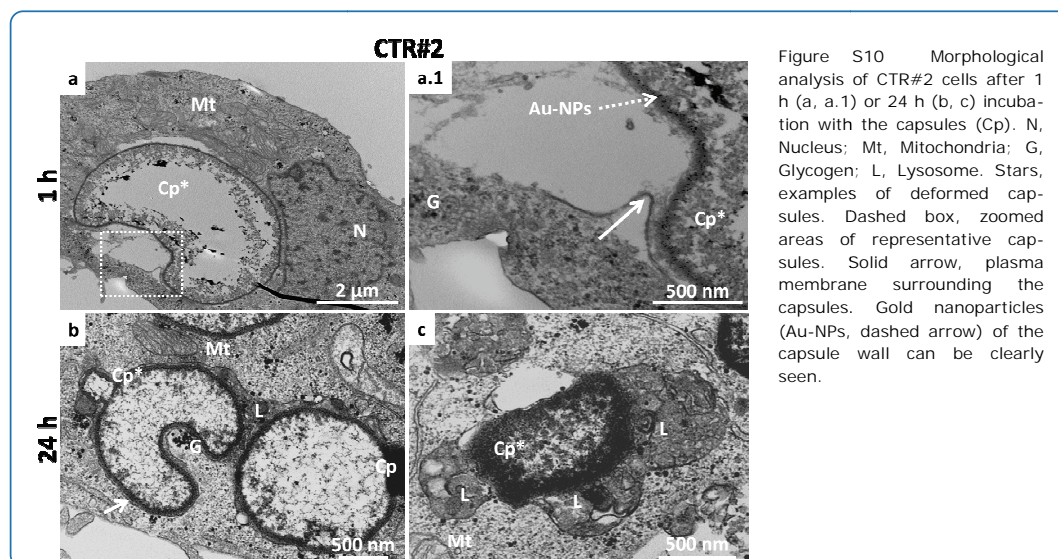 CTR#2
1 h
a
Mt
Cp*
N
2 µm
a.1
Au-NPs
G
Cp*
500 nm
24 h
b
Mt
Cp*
L
G
Cp
500 nm
c
L
Cp*
L
L
Mt
500 nm
Figure S10 Morphological
analysis of CTR#2 cells after 1
h (a, a.1) or 24 h (b, c) incuba-
tion with the capsules (Cp). N,
Nucleus; Mt, Mitochondria; G,
Glycogen; L, Lysosome. Stars,
examples of deformed cap-
sules. Dashed box, zoomed
areas of representative cap-
sules. Solid arrow, plasma
membrane surrounding the
capsules. Gold nanoparticles
(Au-NPs, dashed arrow) of the
capsule wall can be clearly
seen.